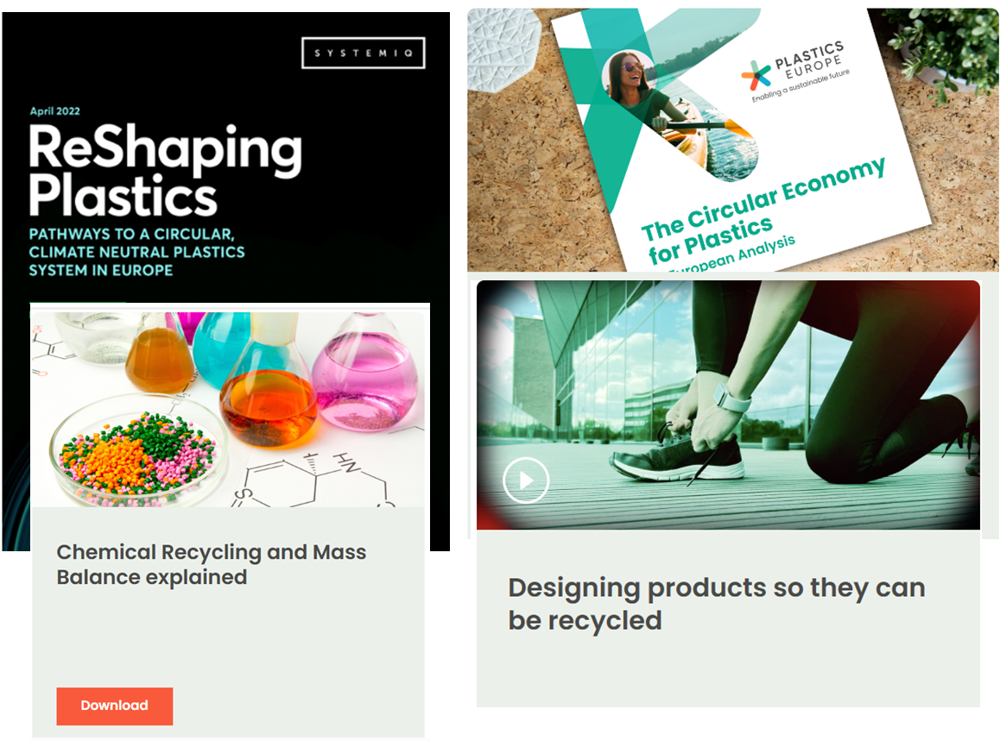 SYSTEMIQ
April 2022
ReShaping
Plastics
PATHWAYS TO A CIRCULAR,
CLIMATE NEUTRAL PLASTICS
SYSTEM IN EUROPE
PLASTICS
EUROPE
Enabling a sustainable future
The Circular Economy
for Plastics
European Analysis
HN
H
S
Chemical Recycling and Mass
Balance explained
Download
Designing products so they can
be recycled